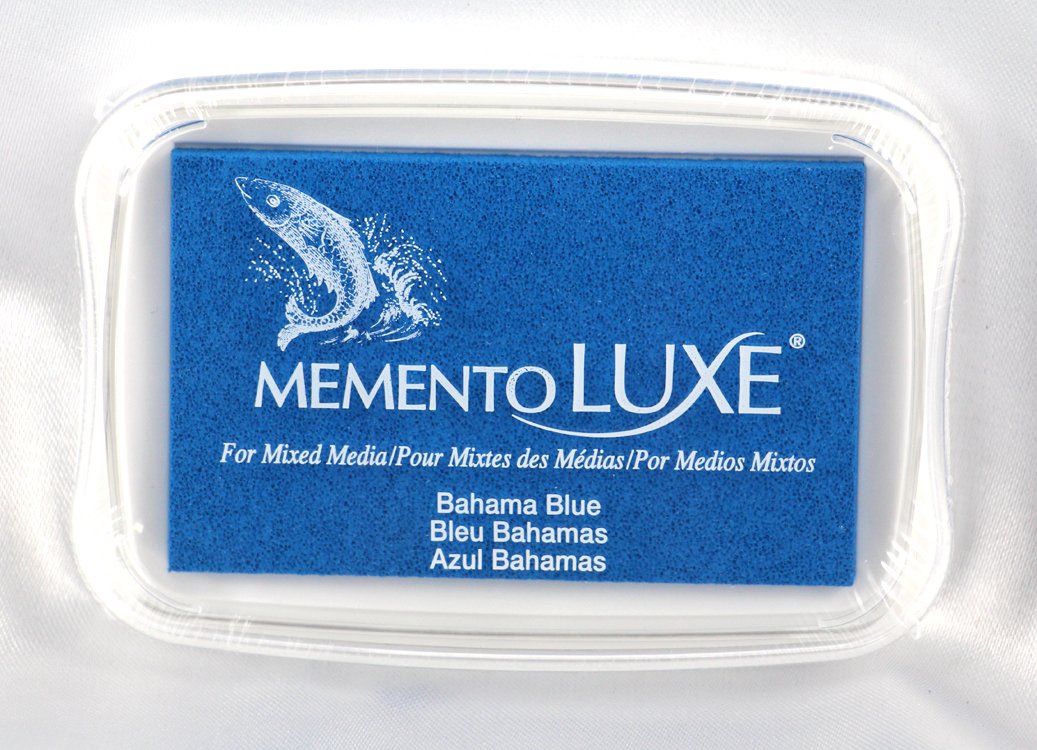 MEMENTO LUXE®
For Mixed Media/Pour Mixtes des Médias/Por Medios Mixtos
Bahama Blue
Bleu Bahamas
Azul Bahamas